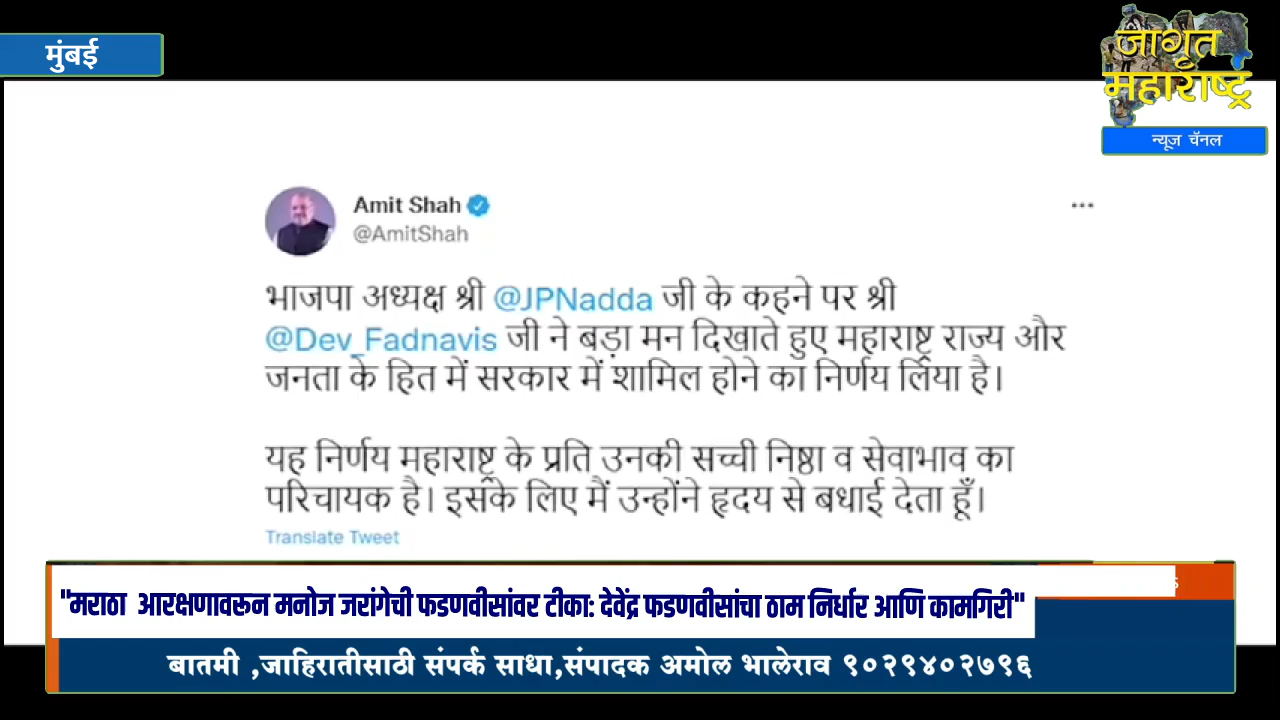 मुंबई
जागृत
महाराष्ट्र
न्यूज चॅनल
Amit Shah
@AmitShah
भाजपा अध्यक्ष श्री @JPNadda जी के कहने पर श्री
@Dev_Fadnavis जी ने बड़ा मन दिखाते हुए महाराष्ट्र राज्य और
जनता के हित में सरकार में शामिल होने का निर्णय लिया है।
यह निर्णय महाराष्ट्र के प्रति उनकी सच्ची निष्ठा व सेवाभाव का
परिचायक है। इसके लिए मैं उन्होंने हृदय से बधाई देता हूँ।
Translate Tweet
"मराठा आरक्षणावरून मनोज जरांगेची फडणवीसांवर टीका: देवेंद्र फडणवीसांचा ठाम निर्धार आणि कामगिरी"
बातमी ,जाहिरातीसाठी संपर्क साधा,संपादक अमोल भालेराव ९०२९४०२७९६